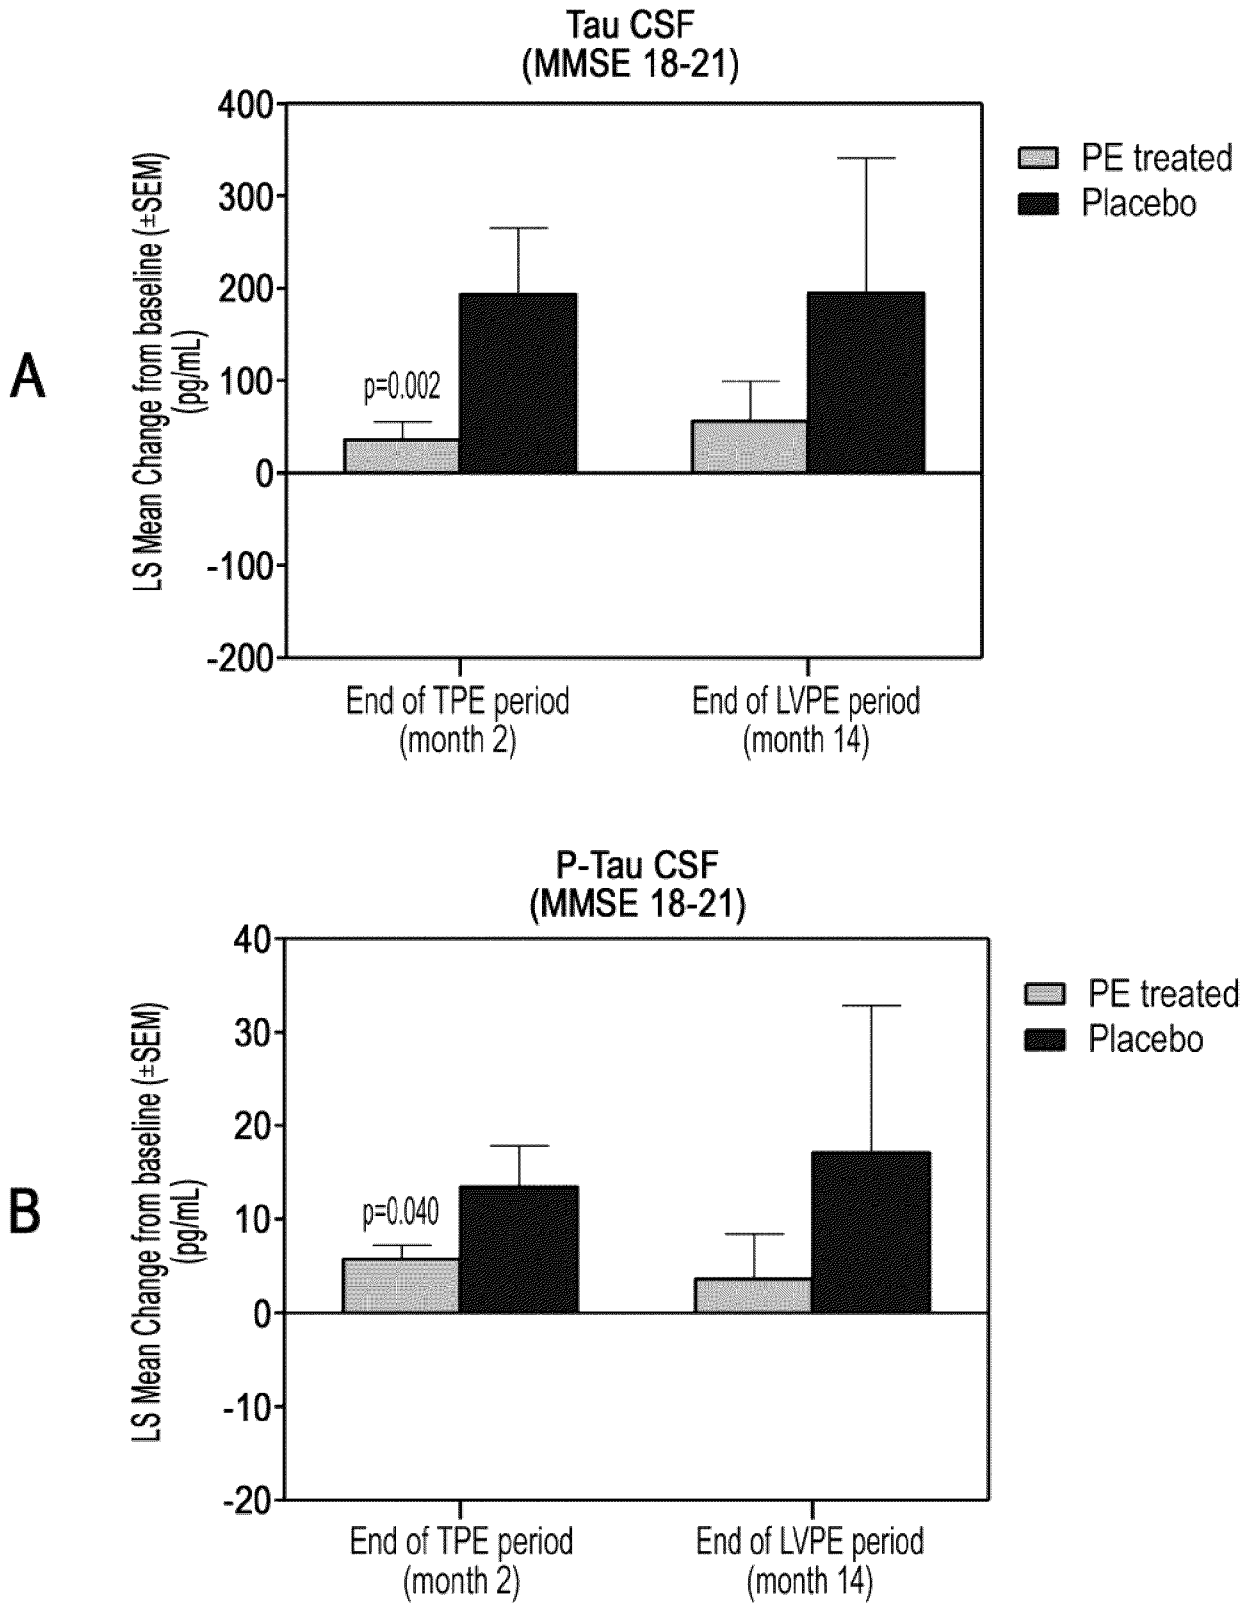 Tau CSF
(MMSE 18-21)
400
300
200
100
0
-100
-200
LS Mean Change from baseline (±SEM)
(pg/mL)
A
p=0.002
PE treated
Placebo
End of TPE period
(month 2)
End of LVPE period
(month 14)
P-Tau CSF
(MMSE 18-21)
40
30
20
10
0
-10
-20
LS Mean Change from baseline (±SEM)
(pg/mL)
B
p=0.040
PE treated
Placebo
End of TPE period
(month 2)
End of LVPE period
(month 14)